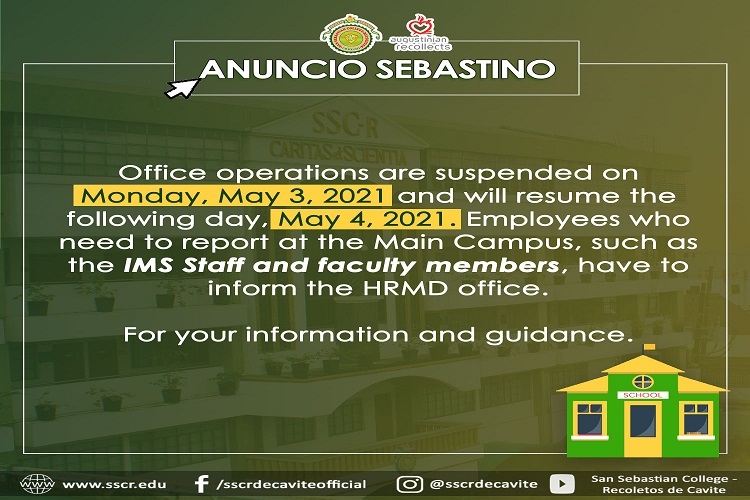 augustinian
recollects
ANUNCIO SEBASTINO
SSC-R
CARITAS et SCIENTIA
Office operations are suspended on
Monday, May 3, 2021 and will resume the
following day, May 4, 2021. Employees who
need to report at the Main Campus, such as
the IMS Staff and faculty members, have to
inform the HRMD office.
For your information and guidance.
SCHOOL
www.sscr.edu /sscrdecaviteofficial @sscrdecavite San Sebastian College -
Recoletos de Cavite